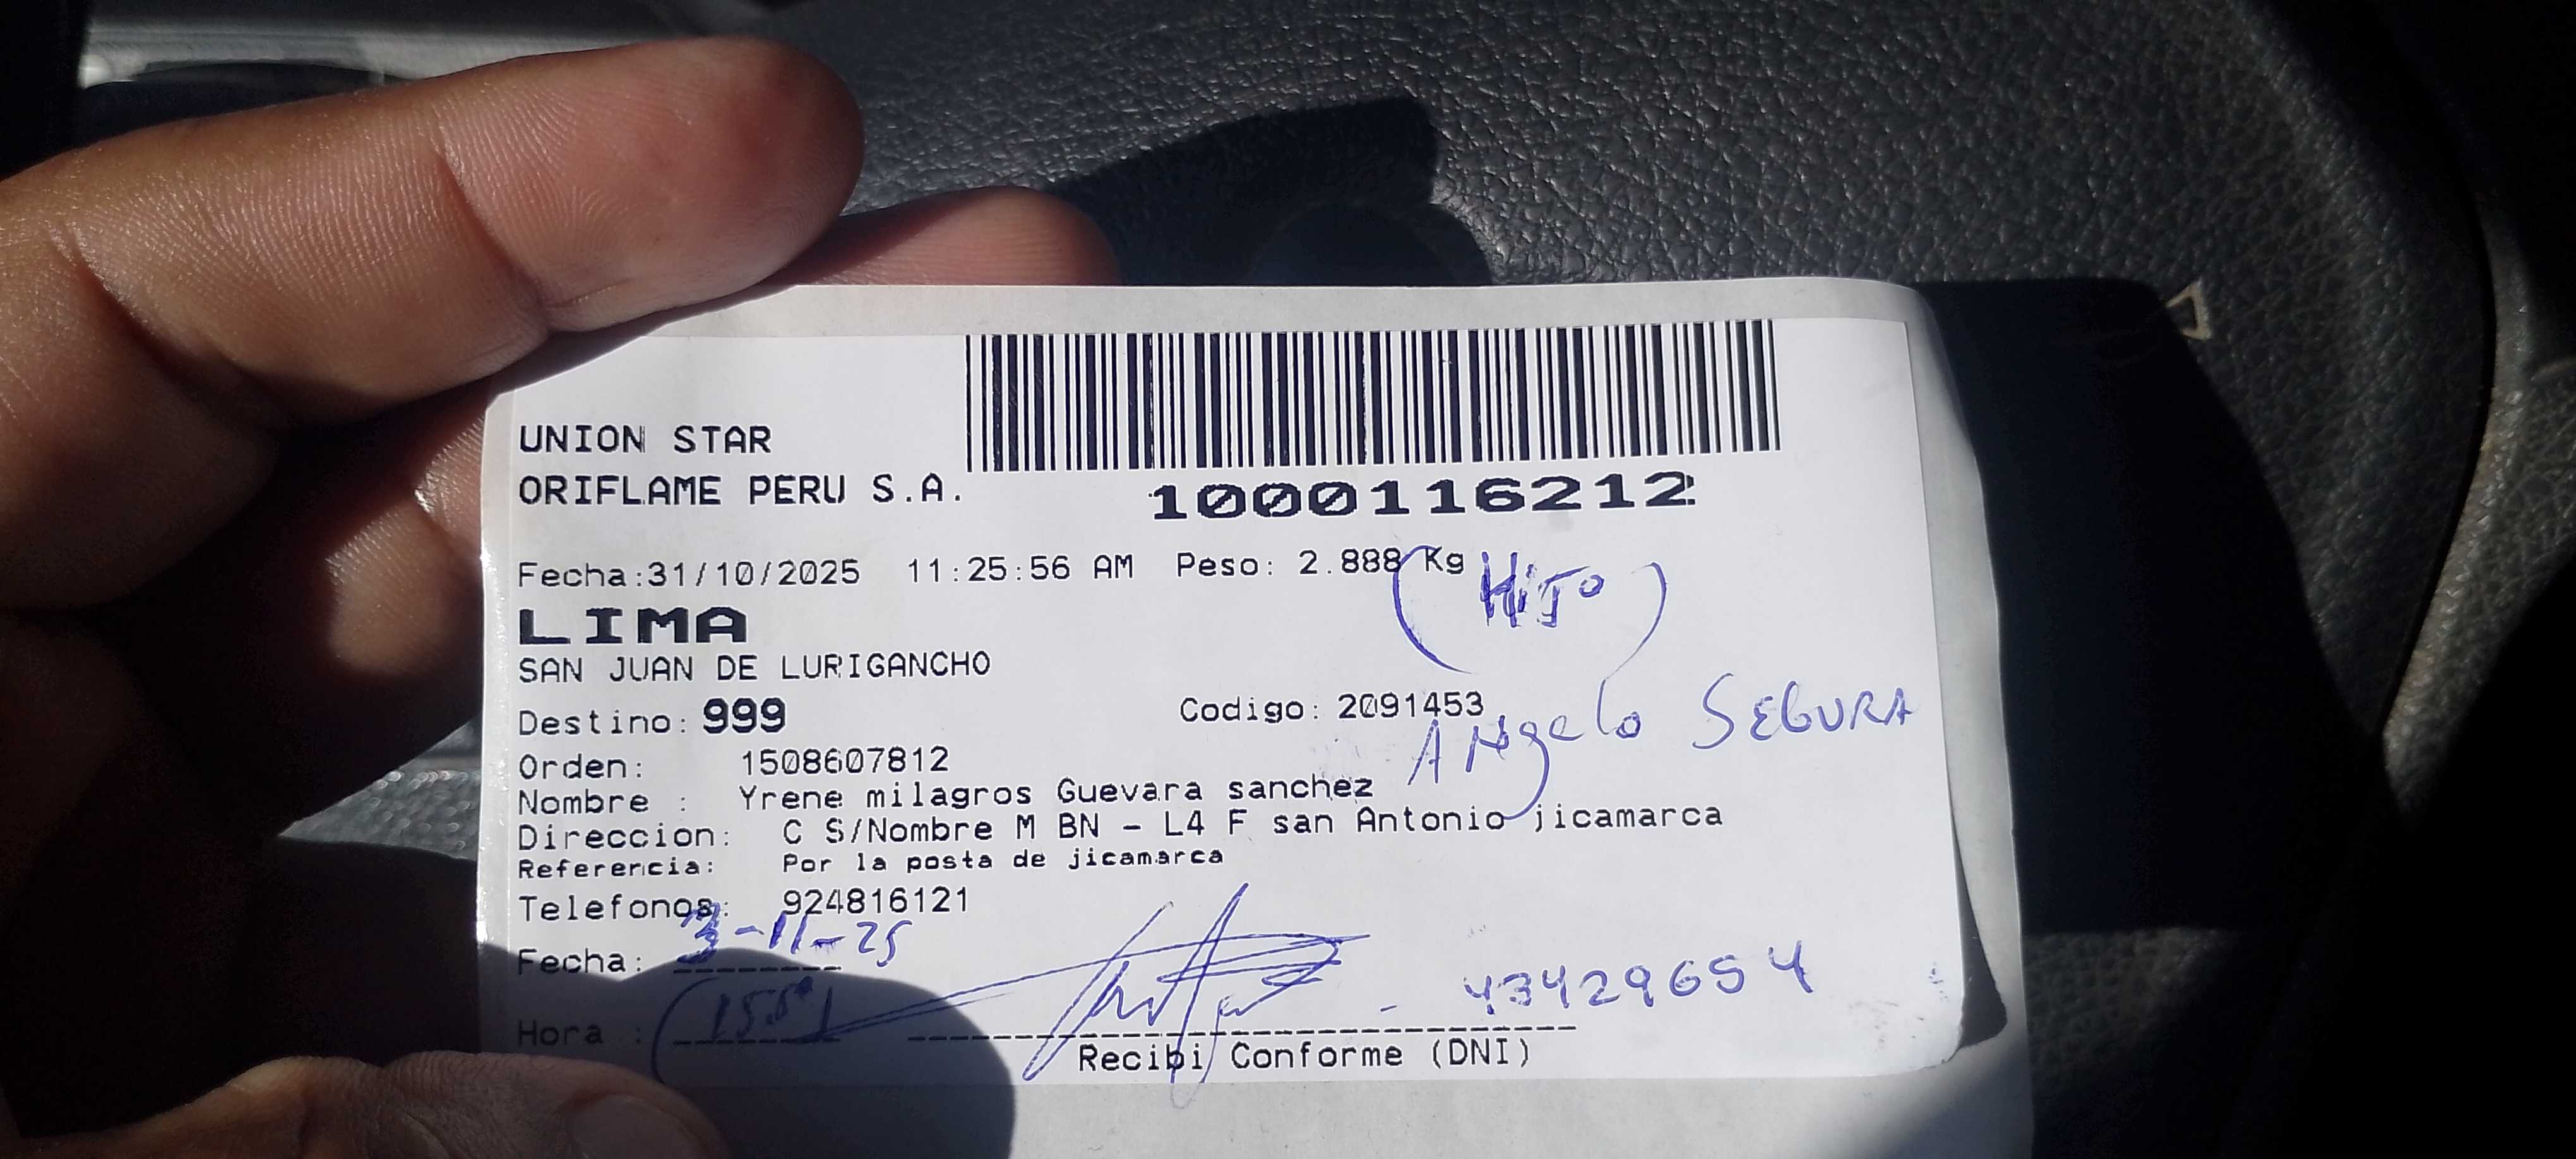 UNION STAR
ORIFLAME PERU S.A.
1000116212
Fecha:31/10/2025 11:25:56 AM Peso: 2.888 Kg
(HiJo)
LIMA
SAN JUAN DE LURIGANCHO
Destino: 999 Codigo: 2091453
ANgelo SEGURA
Orden: 1508607812
Nombre : Yrene milagros Guevara sanchez
Direccion: C S/Nombre M BN - L4 F san Antonio jicamarca
Referencia: Por la posta de jicamarca
Telefonos: 924816121
Fecha: 3-11-25
- 43429654
Hora :
Recibi Conforme (DNI)